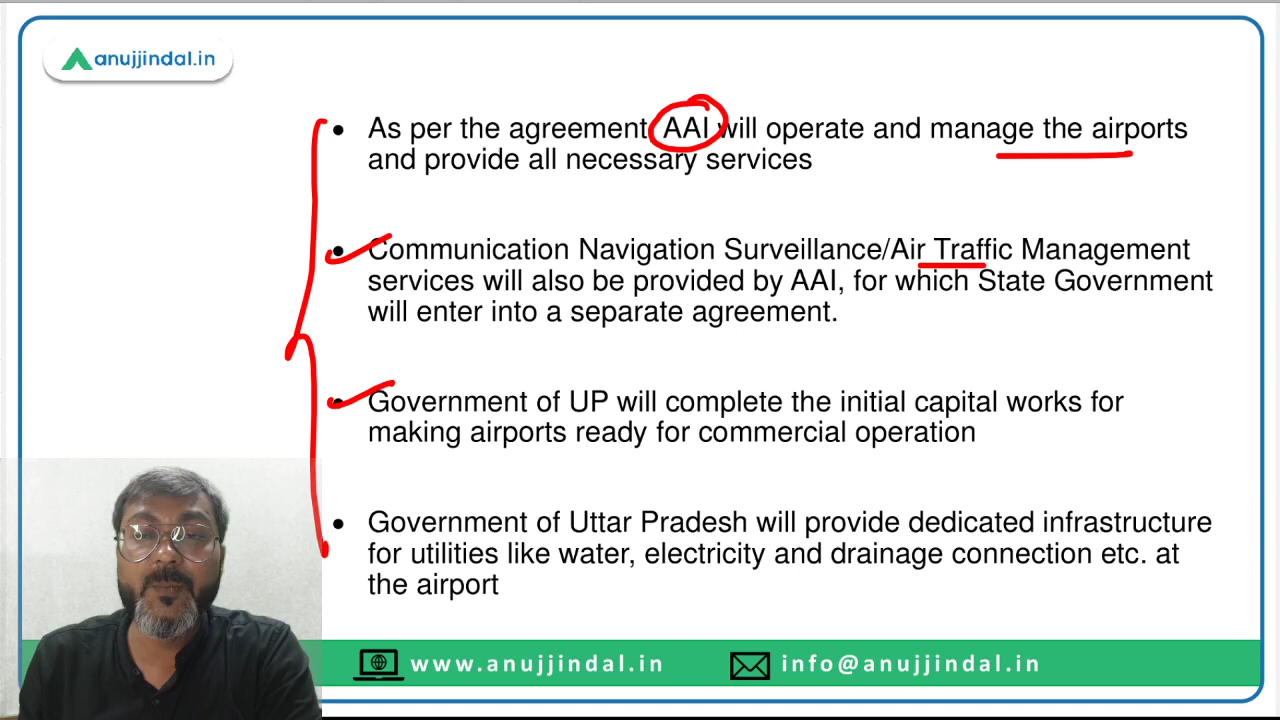 anujjindal.in
• As per the agreement AAI will operate and manage the airports
and provide all necessary services
• Communication Navigation Surveillance/Air Traffic Management
services will also be provided by AAI, for which State Government
will enter into a separate agreement.
• Government of UP will complete the initial capital works for
making airports ready for commercial operation
• Government of Uttar Pradesh will provide dedicated infrastructure
for utilities like water, electricity and drainage connection etc. at
the airport
www.anujjindal.in
info@anujjindal.in